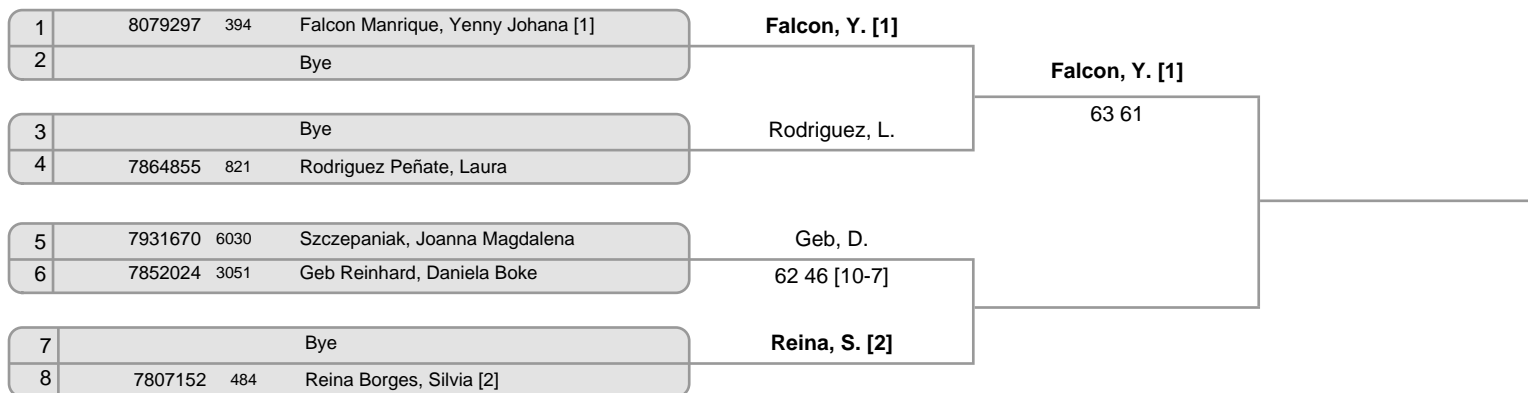 1 8079297 394 Falcon Manrique, Yenny Johana [1] Falcon, Y. [1]
2 Bye
Falcon, Y. [1]
63 61
3 Bye Rodriguez, L.
4 7864855 821 Rodriguez Peñate, Laura
5 7931670 6030 Szczepaniak, Joanna Magdalena Geb, D.
6 7852024 3051 Geb Reinhard, Daniela Boke 62 46 [10-7]
7 Bye Reina, S. [2]
8 7807152 484 Reina Borges, Silvia [2]